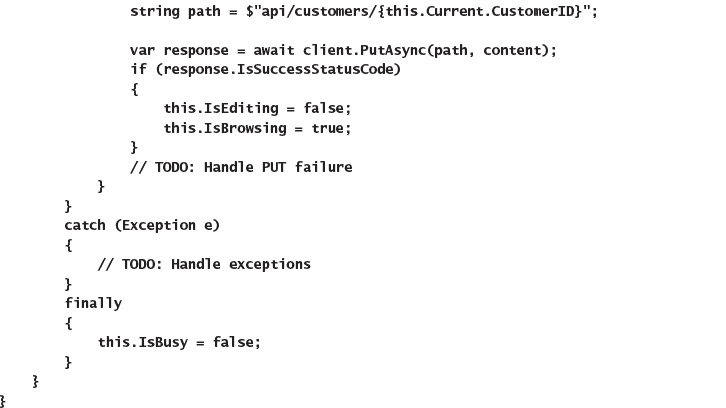 string path = $"api/customers/{this.Current.CustomerID}";
var response = await client.PutAsync(path, content);
if (response.IsSuccessStatusCode)
{
this.IsEditing = false;
this.IsBrowsing = true;
}
// TODO: Handle PUT failure
}
}
catch (Exception e)
{
// TODO: Handle exceptions
}
finally
{
this.IsBusy = false;
}
}
}